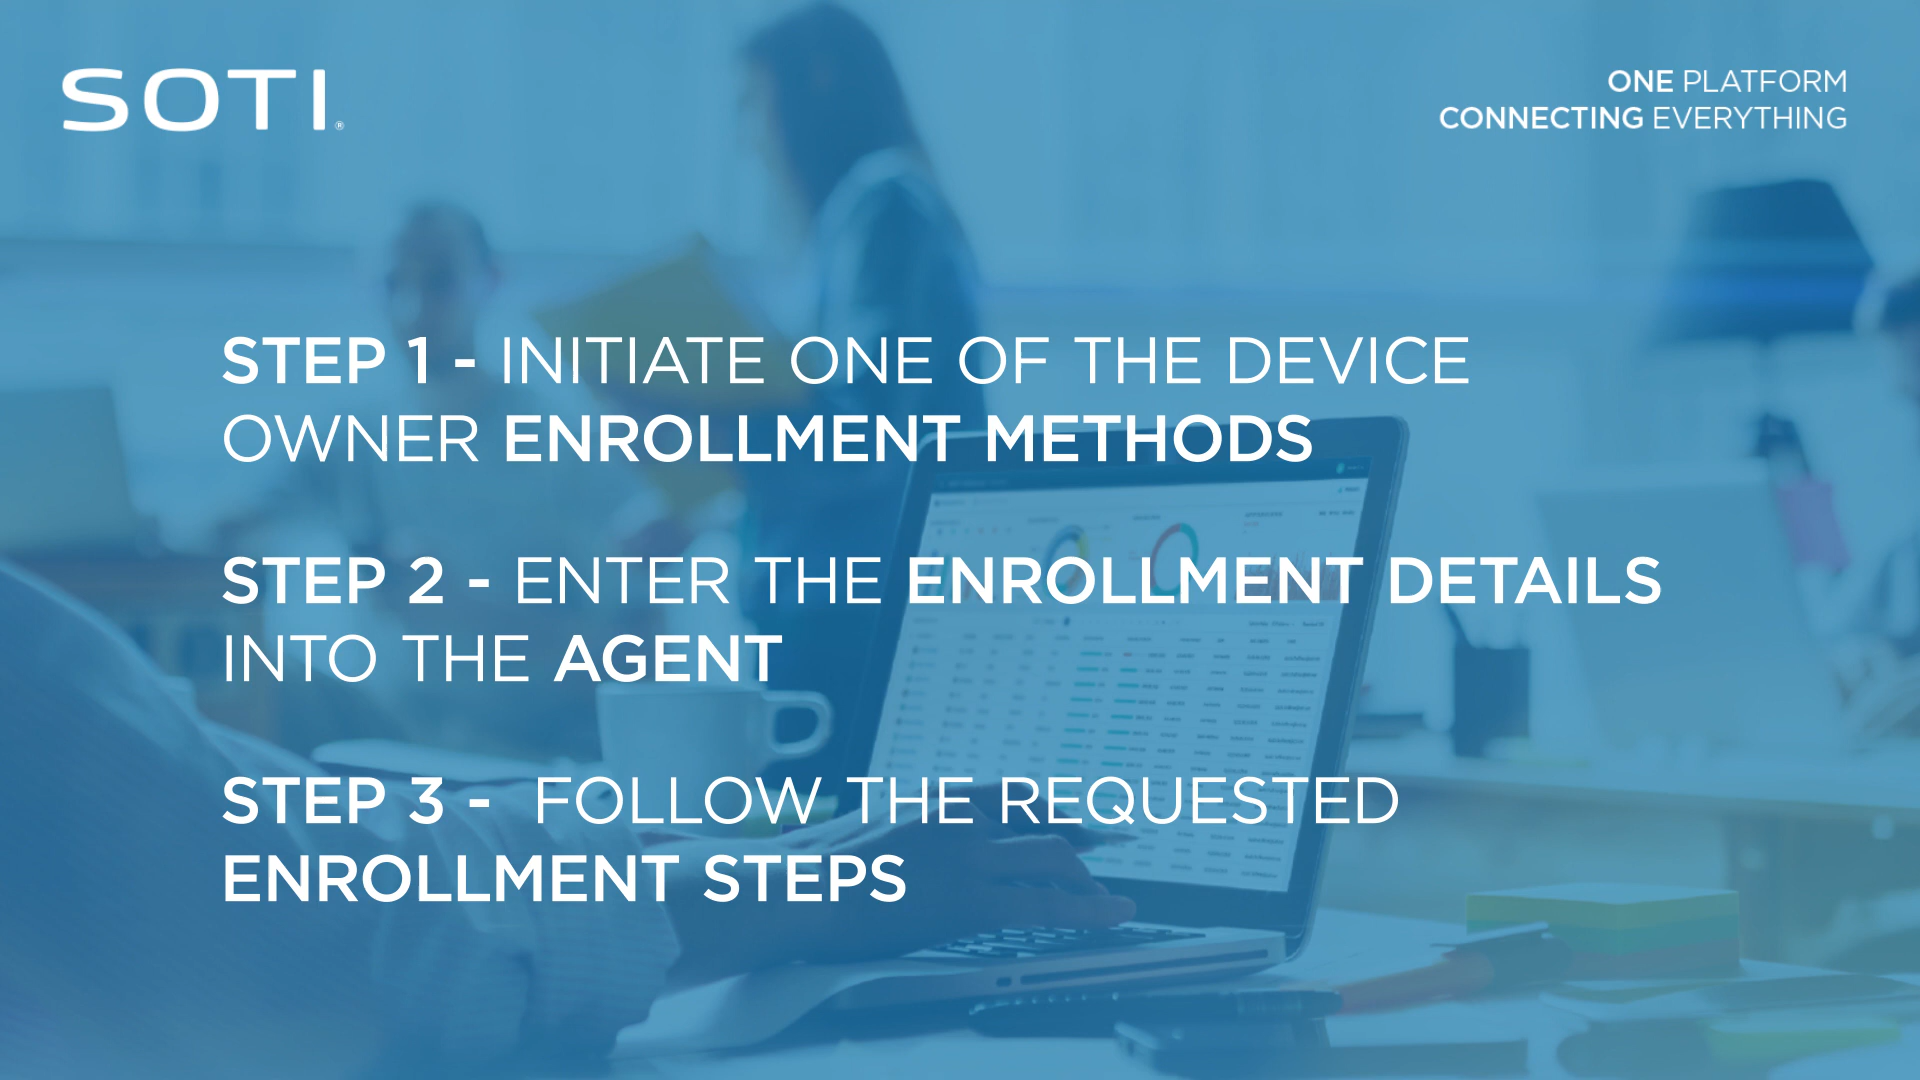 SOTI®
ONE PLATFORM
CONNECTING EVERYTHING
STEP 1 - INITIATE ONE OF THE DEVICE
OWNER ENROLLMENT METHODS
STEP 2 - ENTER THE ENROLLMENT DETAILS
INTO THE AGENT
STEP 3 - FOLLOW THE REQUESTED
ENROLLMENT STEPS